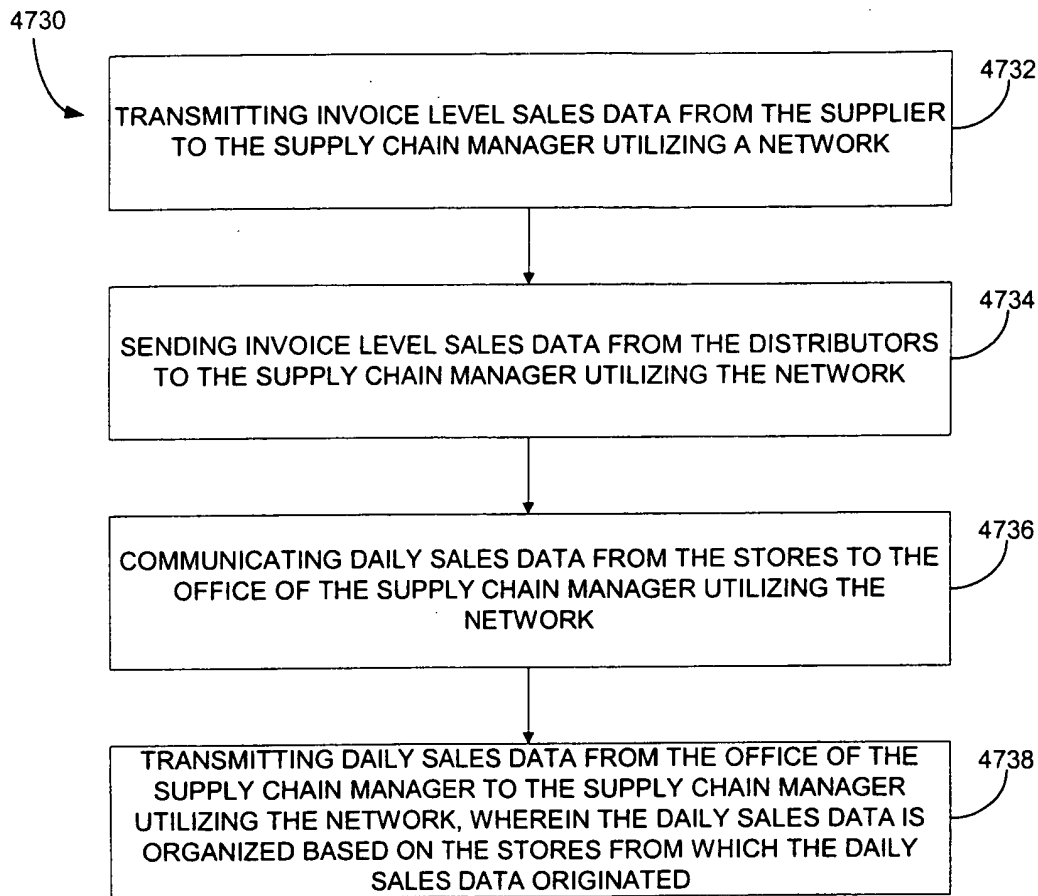 4730
4732
TRANSMITTING INVOICE LEVEL SALES DATA FROM THE SUPPLIER
TO THE SUPPLY CHAIN MANAGER UTILIZING A NETWORK
4734
SENDING INVOICE LEVEL SALES DATA FROM THE DISTRIBUTORS
TO THE SUPPLY CHAIN MANAGER UTILIZING THE NETWORK
4736
COMMUNICATING DAILY SALES DATA FROM THE STORES TO THE
OFFICE OF THE SUPPLY CHAIN MANAGER UTILIZING THE
NETWORK
4738
TRANSMITTING DAILY SALES DATA FROM THE OFFICE OF THE
SUPPLY CHAIN MANAGER TO THE SUPPLY CHAIN MANAGER
UTILIZING THE NETWORK, WHEREIN THE DAILY SALES DATA IS
ORGANIZED BASED ON THE STORES FROM WHICH THE DAILY
SALES DATA ORIGINATED